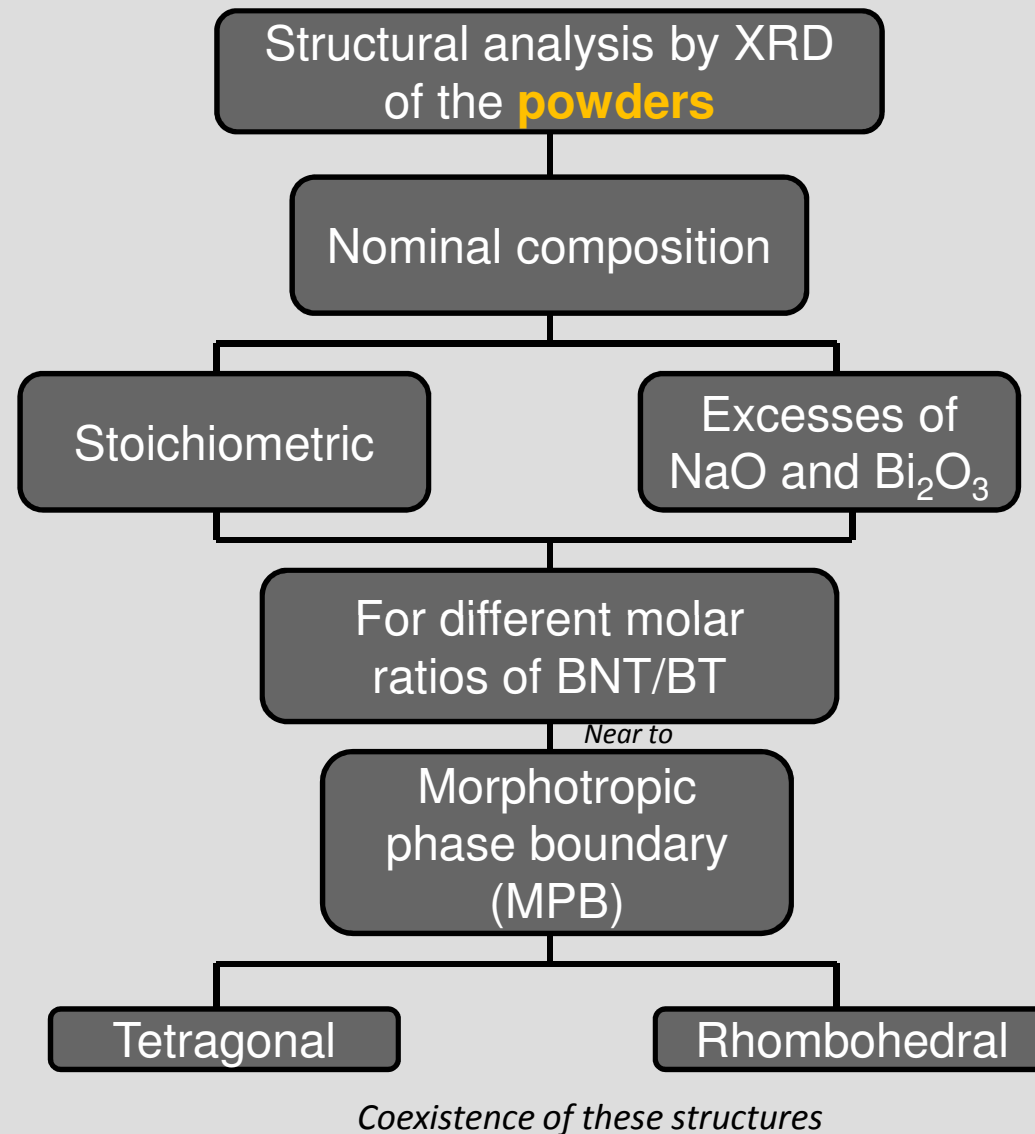 Structural analysis by XRD
of the powders
Nominal composition
Stoichiometric
Excesses of
NaO and Bi₂O₃
For different molar
ratios of BNT/BT
Near to
Morphotropic
phase boundary
(MPB)
Tetragonal
Rhombohedral
Coexistence of these structures